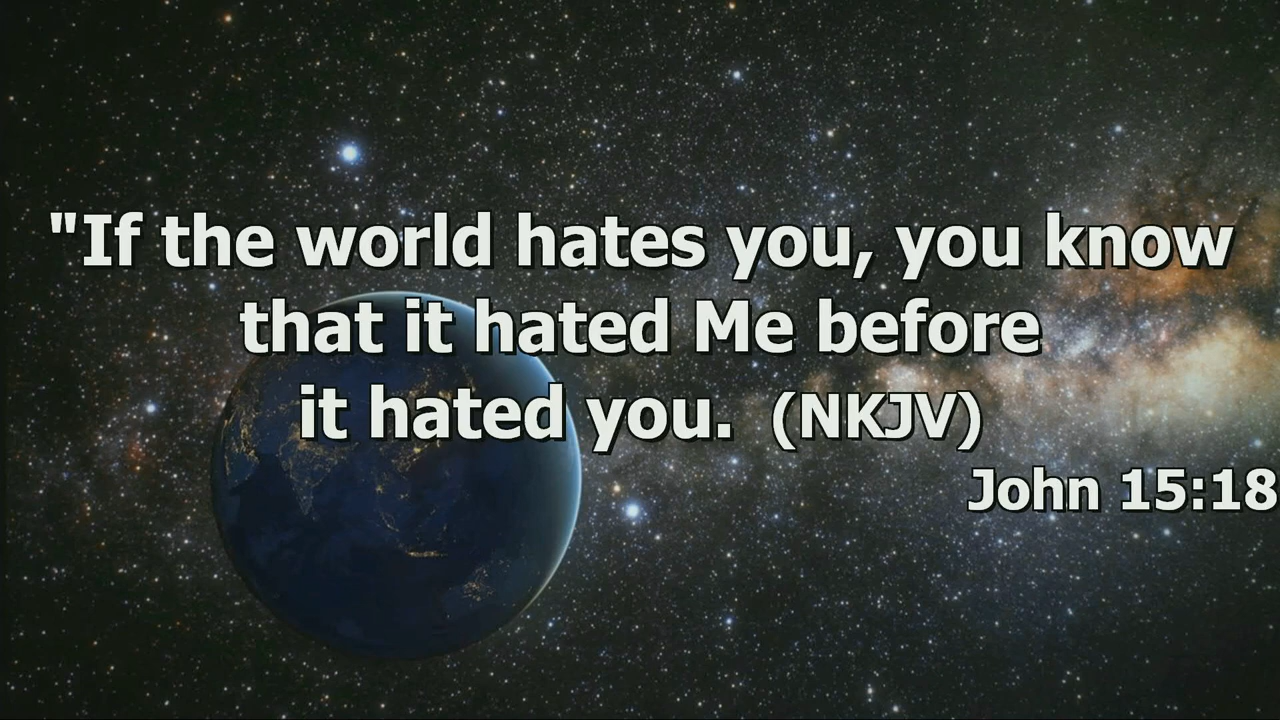 "If the world hates you, you know
that it hated Me before
it hated you. (NKJV)
John 15:18